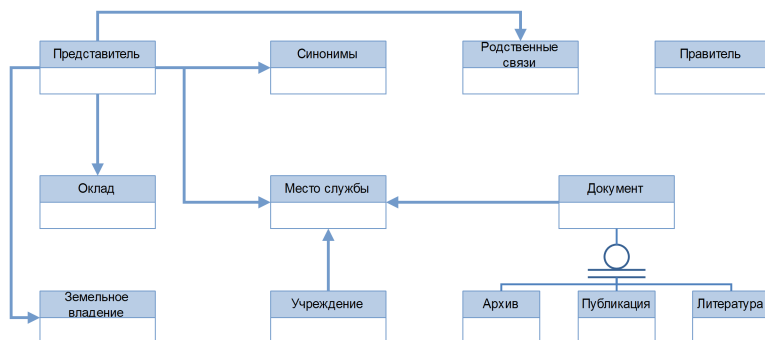 Представитель
Синонимы
Родственные
связи
Правитель
Оклад
Место службы
Документ
Земельное
владение
Учреждение
Архив
Публикация
Литература